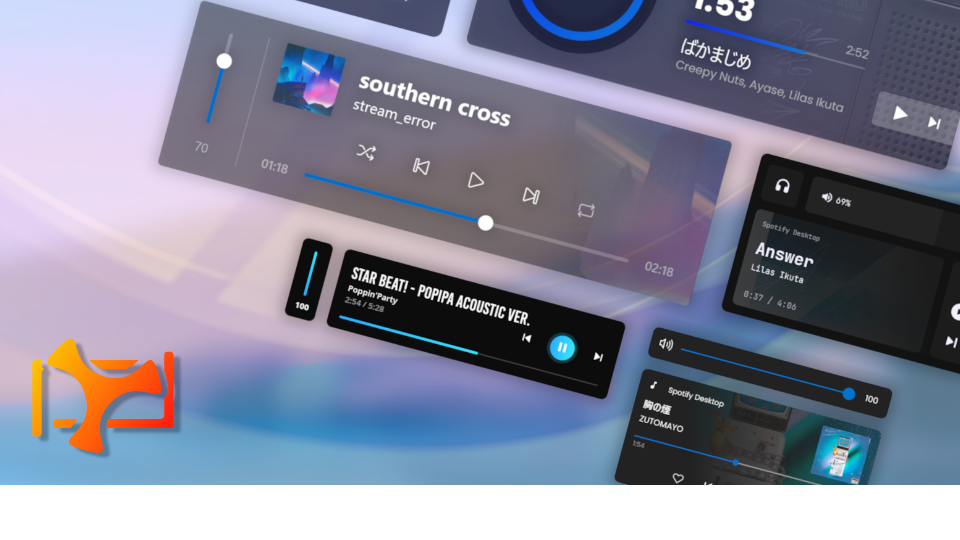 1:53
2:52
ばかまじめ
Creepy Nuts, Ayase, Lilas Ikuta
southern cross
stream_error
70
01:18
02:18
69%
Spotify Desktop
Answer
Lilas Ikuta
0:37 / 4:06
STAR BEAT! - POPIPA ACOUSTIC VER.
Poppin'Party
2:54 / 5:28
100
100
Spotify Desktop
胸の煙
ZUTOMAYO
1:54